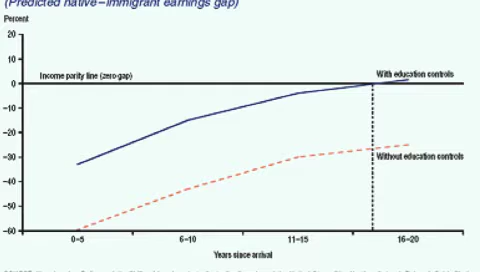 (Predicted native–immigrant earnings gap)
Percent
20
10
Income parity line (zero-gap)
With education controls
0
–10
–20
–30
Without education controls
–40
–50
–60
0–5
6–10
11–15
16–20
Years since arrival